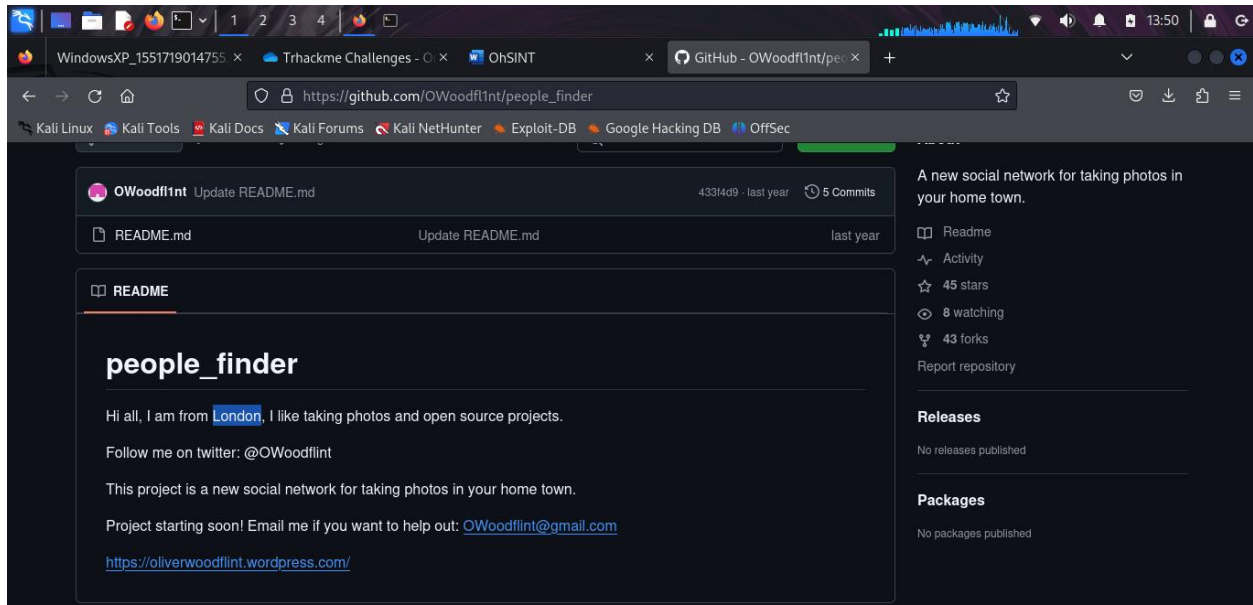 1 2 3 4
13:50
WindowsXP_1551719014755
Trhackme Challenges - O
OhSINT
GitHub - OWoodfl1nt/peo
https://github.com/OWoodfl1nt/people_finder
Kali Linux Kali Tools Kali Docs Kali Forums Kali NetHunter Exploit-DB Google Hacking DB OffSec
A new social network for taking photos in
your home town.
Readme
Activity
45 stars
8 watching
43 forks
Report repository
Releases
No releases published
Packages
No packages published
OWoodfl1nt Update README.md 433f4d9 · last year 5 Commits
README.md Update README.md last year
README
people_finder
Hi all, I am from London, I like taking photos and open source projects.
Follow me on twitter: @OWoodflint
This project is a new social network for taking photos in your home town.
Project starting soon! Email me if you want to help out: OWoodflint@gmail.com
https://oliverwoodflint.wordpress.com/